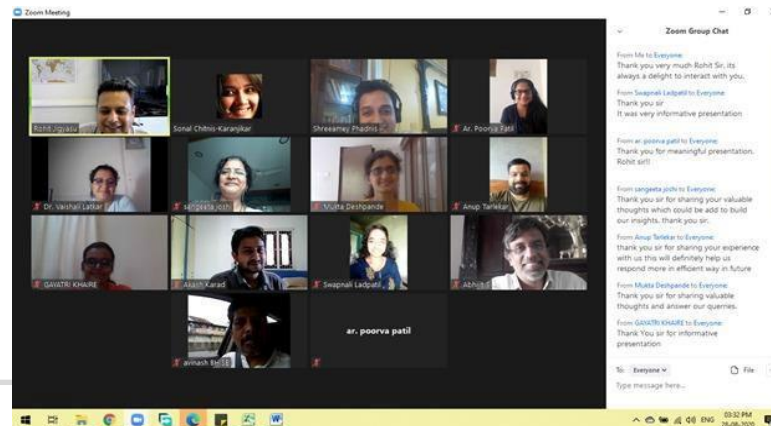 Zoom Meeting
Zoom Group Chat
Rohit Jigyasu
Sonal Chitnis-Karanjikar
Shreeamey Phadnis
Ar. Poorva Patil
Dr. Vaishali Latkar
sangeeta joshi
Mukta Deshpande
Anup Tarlekar
GAYATRI KHAIRE
Akash Karad
Swapnali Ladpatil
Abhijit
avinash BHISE
ar. poorva patil
From Me to Everyone:
Thank you very much Rohit Sir, its
always a delight to interact with you.
From Swapnali Ladpatil to Everyone:
Thank you sir
It was very informative presentation
From ar. poorva patil to Everyone:
Thank you for meaningful presentation.
Rohit sir!!
From sangeeta joshi to Everyone:
Thank you sir for sharing your valuable
thoughts which could be add to build
our insights, thank you sir.
From Anup Tarlekar to Everyone:
thank you sir for sharing your experience
with us this will definitely help us
respond more in efficient way in future
From Mukta Deshpande to Everyone:
Thank you sir for sharing valuable
thoughts and answer our querries.
From GAYATRI KHAIRE to Everyone:
Thank You sir for informative
presentation
To: Everyone
File
Type message here...
ENG
03:32 PM